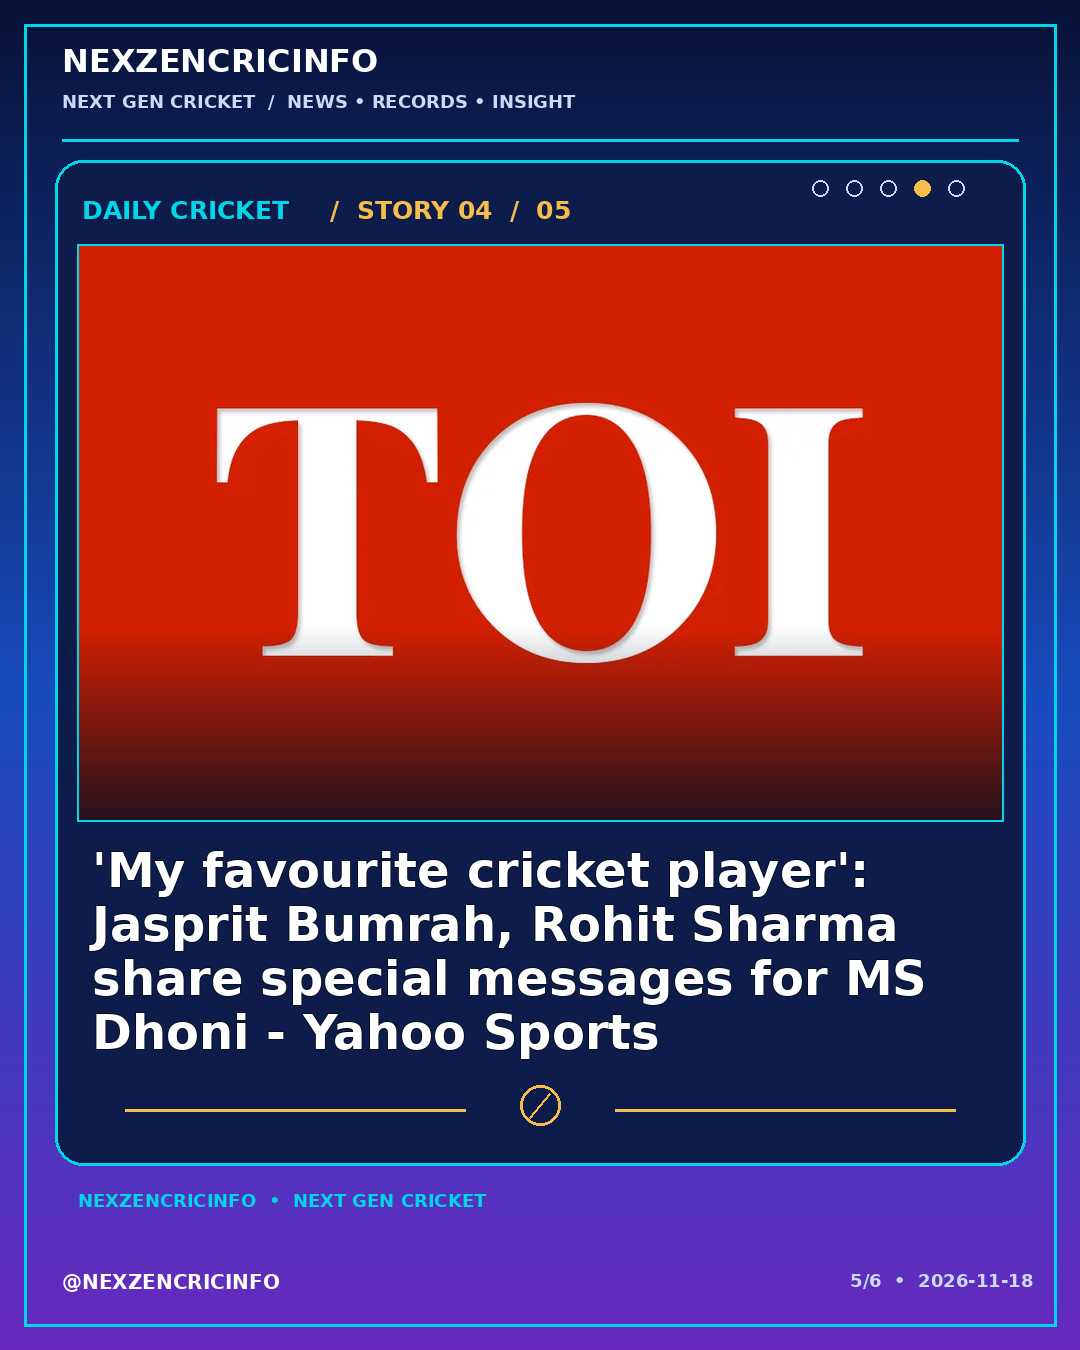 NEXZENCRICINFO
NEXT GEN CRICKET / NEWS • RECORDS • INSIGHT
DAILY CRICKET / STORY 04 / 05
TOI
'My favourite cricket player':
Jasprit Bumrah, Rohit Sharma
share special messages for MS
Dhoni - Yahoo Sports
NEXZENCRICINFO • NEXT GEN CRICKET
@NEXZENCRICINFO
5/6 • 2026-11-18